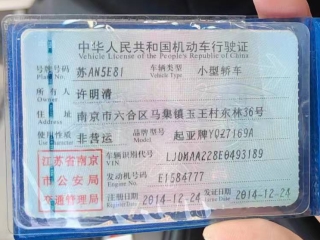 中华人民共和国机动车行驶证
Vehicle License of the People's Republic of China
号牌号码 苏AN5E81 车辆类型 小型轿车
Plate No. Vehicle Type
所有人 许明清
Owner
住址 南京市六合区马集镇玉王村永林36号
Address
使用性质 非营运 品牌型号 起亚牌YQZ7169A
Use Character Model
江苏省南京
市公安局
交通管理局
车辆识别代号 LJDMAA228E0493189
VIN
发动机号码 E1584777
Engine No.
注册日期 2014-12-24 发证日期 2014-12-24
Register Date Issue Date